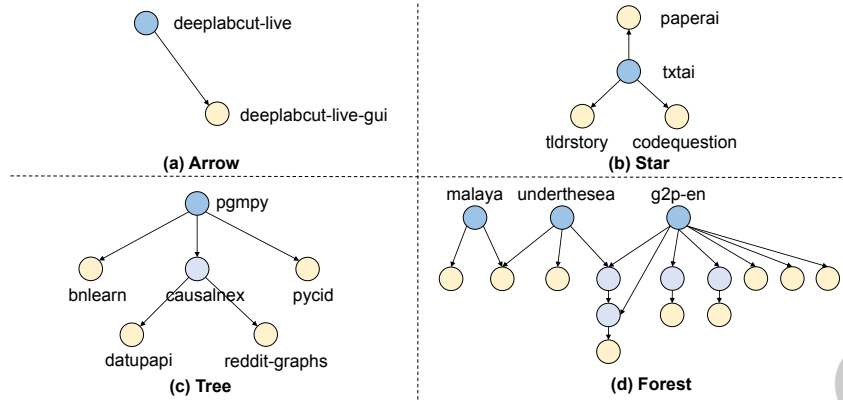 deeplabcut-live
deeplabcut-live-gui
(a) Arrow
paperai
txtai
tldrstory codequestion
(b) Star
pgmpy
bnlearn causalnex pycid
datupapi reddit-graphs
(c) Tree
malaya underthesea g2p-en
(d) Forest